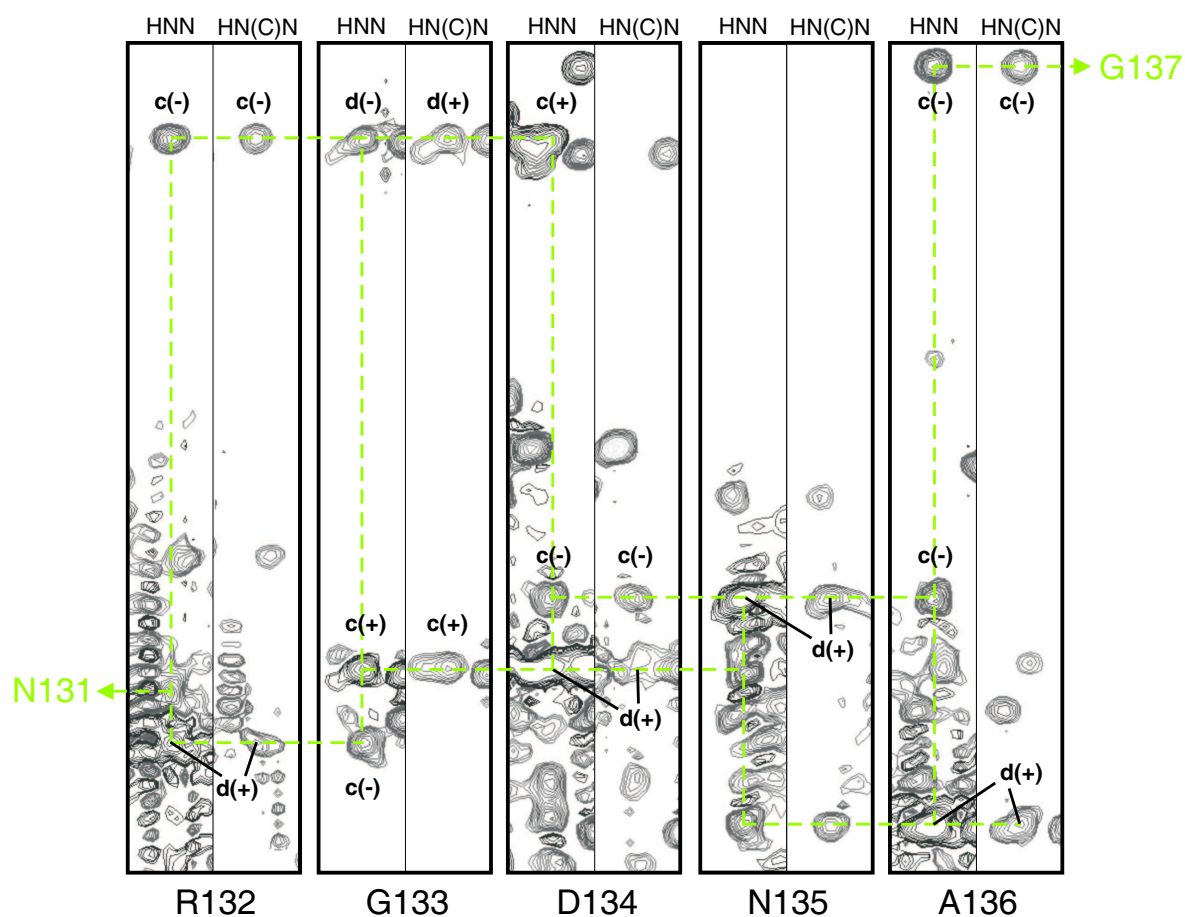 HNN HN(C)N HNN HN(C)N HNN HN(C)N HNN HN(C)N HNN HN(C)N
G137
c(-) c(-) d(-) d(+) c(+) c(-) c(-)
c(-) c(-) c(-)
c(+) c(+)
d(+)
N131
d(+)
d(+) c(-) d(+)
R132 G133 D134 N135 A136